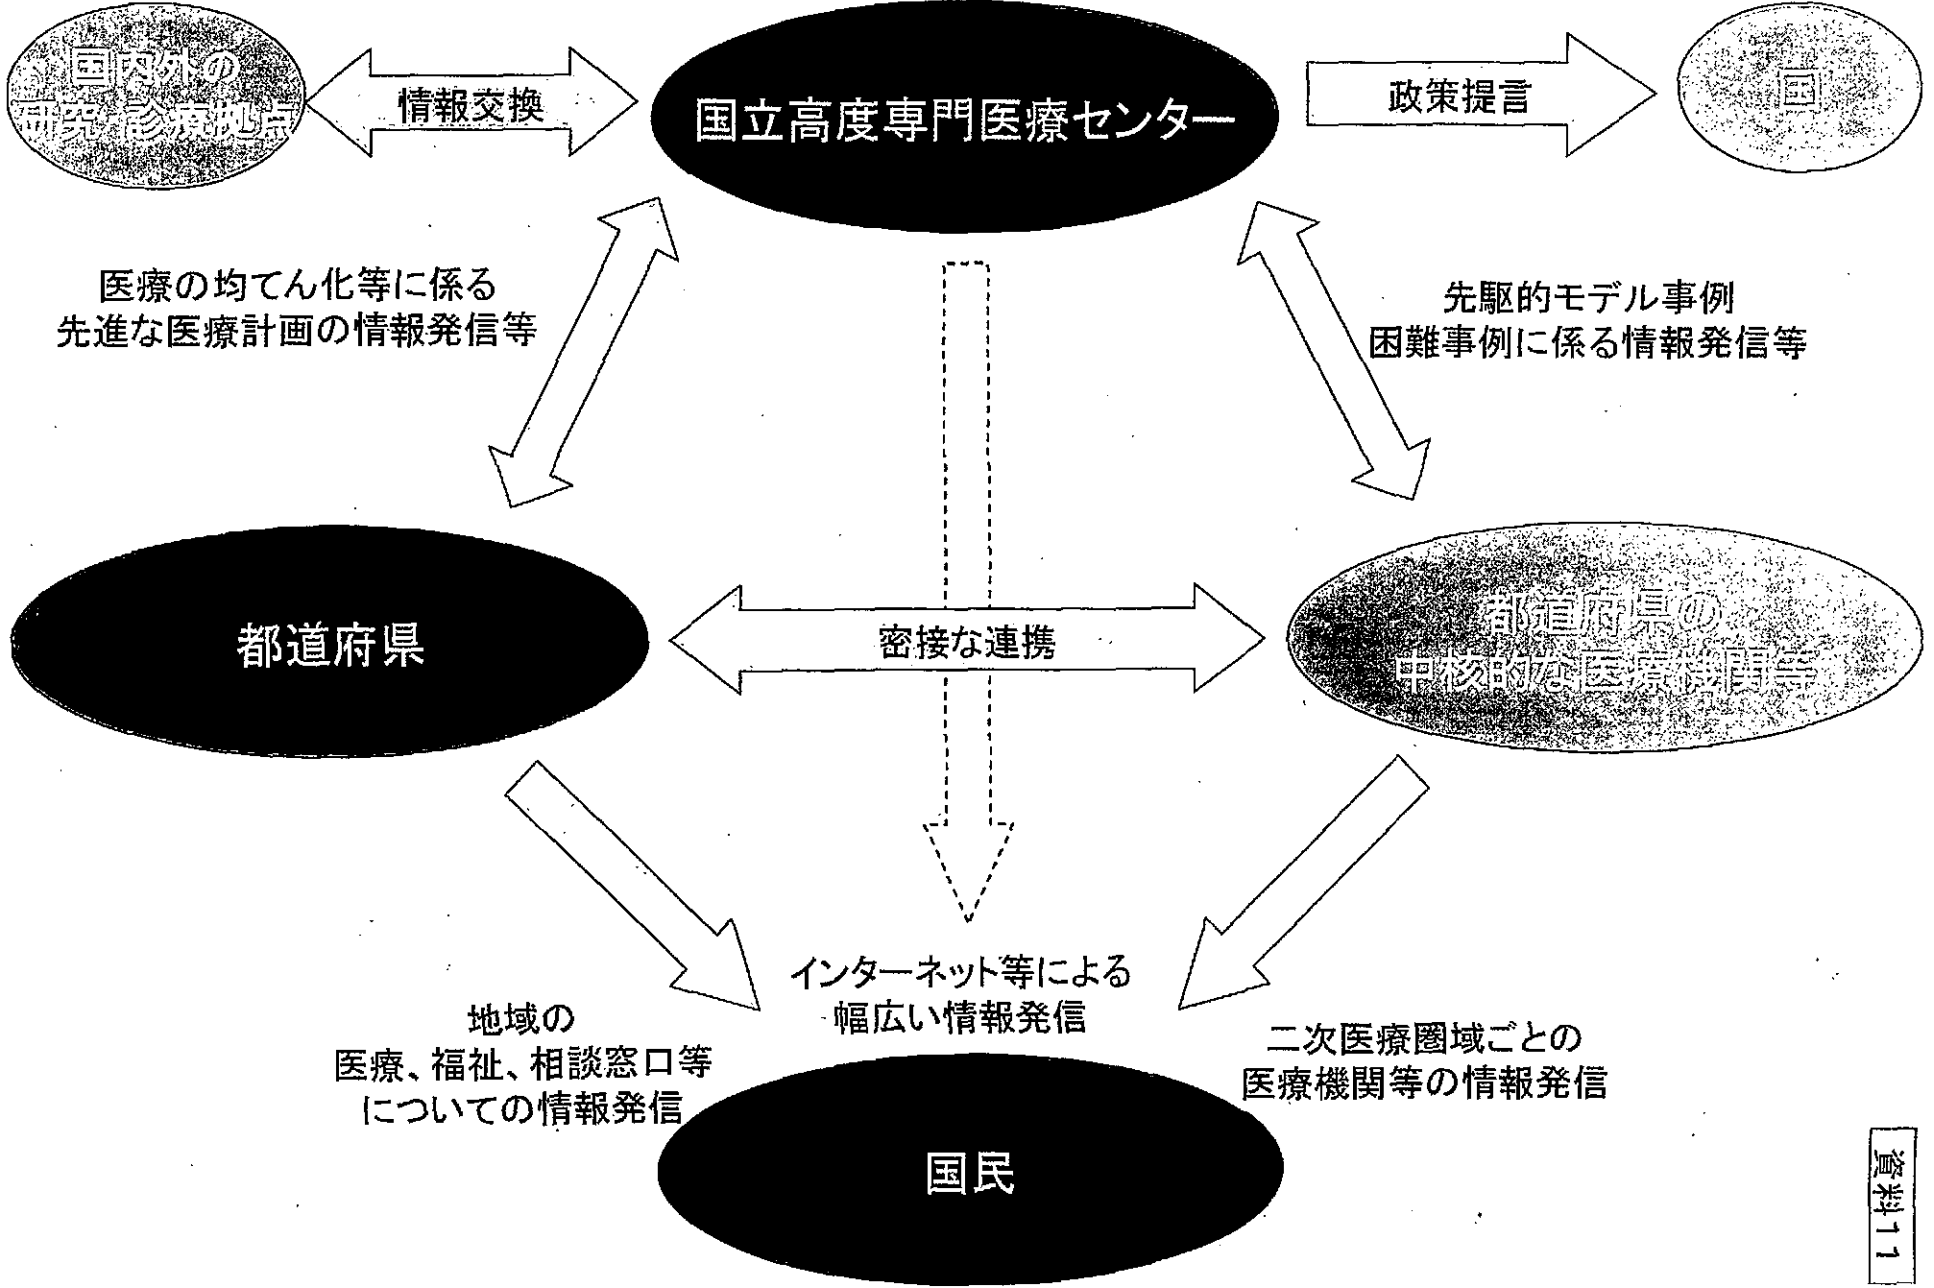 国内外の
研究・診療拠点
情報交換
国立高度専門医療センター
政策提言
国
医療の均てん化等に係る
先進な医療計画の情報発信等
先駆的モデル事例
困難事例に係る情報発信等
都道府県
密接な連携
都道府県の
中核的な医療機関等
インターネット等による
幅広い情報発信
地域の
医療、福祉、相談窓口等
についての情報発信
二次医療圏域ごとの
医療機関等の情報発信
国民
資料11